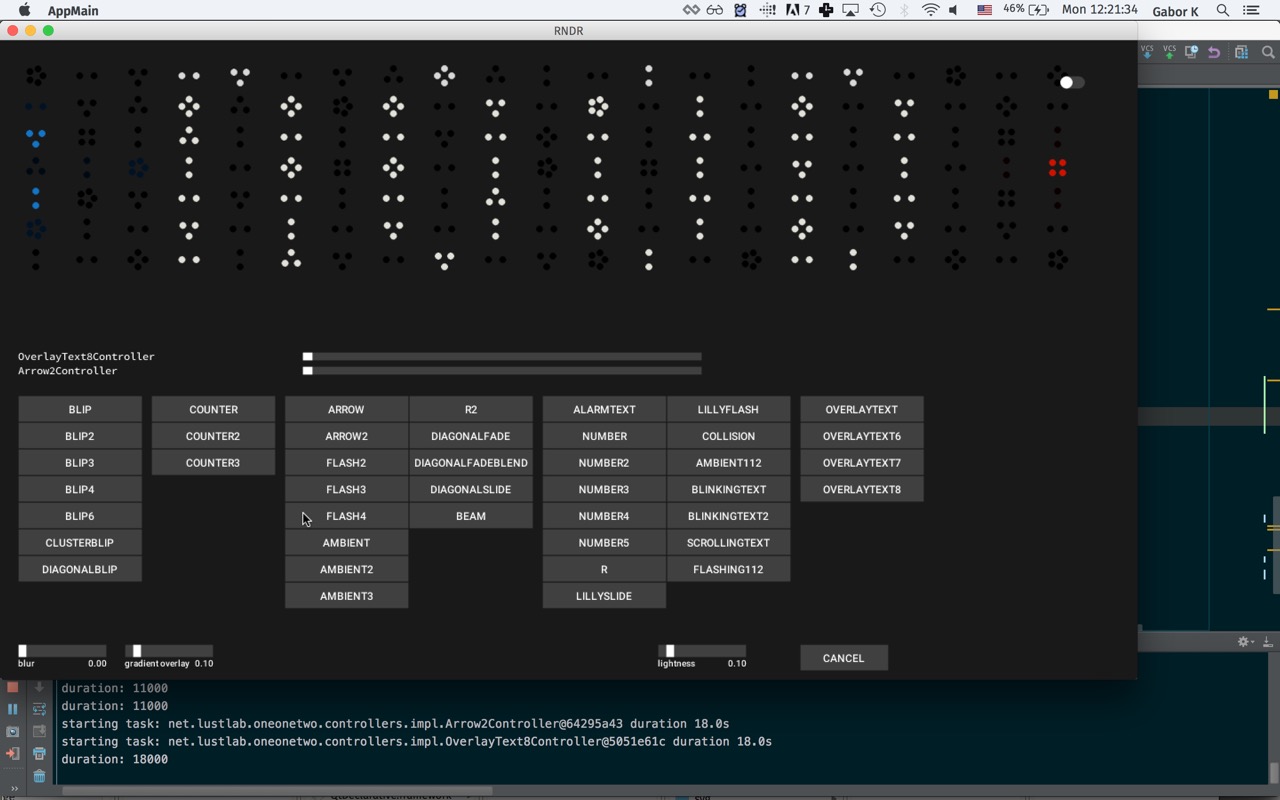 AppMain
7
46%
Mon 12:21:34
Gabor K
RNDR
VCS
VCS
OverlayText8Controller
Arrow2Controller
BLIP
COUNTER
ARROW
R2
ALARMTEXT
LILLYFLASH
OVERLAYTEXT
BLIP2
COUNTER2
ARROW2
DIAGONALFADE
NUMBER
COLLISION
OVERLAYTEXT6
BLIP3
COUNTER3
FLASH2
DIAGONALFADEBLEND
NUMBER2
AMBIENT112
OVERLAYTEXT7
BLIP4
FLASH3
DIAGONALSLIDE
NUMBER3
BLINKINGTEXT
OVERLAYTEXT8
BLIP6
FLASH4
BEAM
NUMBER4
BLINKINGTEXT2
CLUSTERBLIP
AMBIENT
NUMBER5
SCROLLINGTEXT
DIAGONALBLIP
AMBIENT2
R
FLASHING112
AMBIENT3
LILLYSLIDE
blur 0.00
gradient overlay 0.10
lightness 0.10
CANCEL
duration: 11000
duration: 11000
starting task: net.lustlab.oneonetwo.controllers.impl.Arrow2Controller@64295a43 duration 18.0s
starting task: net.lustlab.oneonetwo.controllers.impl.OverlayText8Controller@5051e61c duration 18.0s
duration: 18000